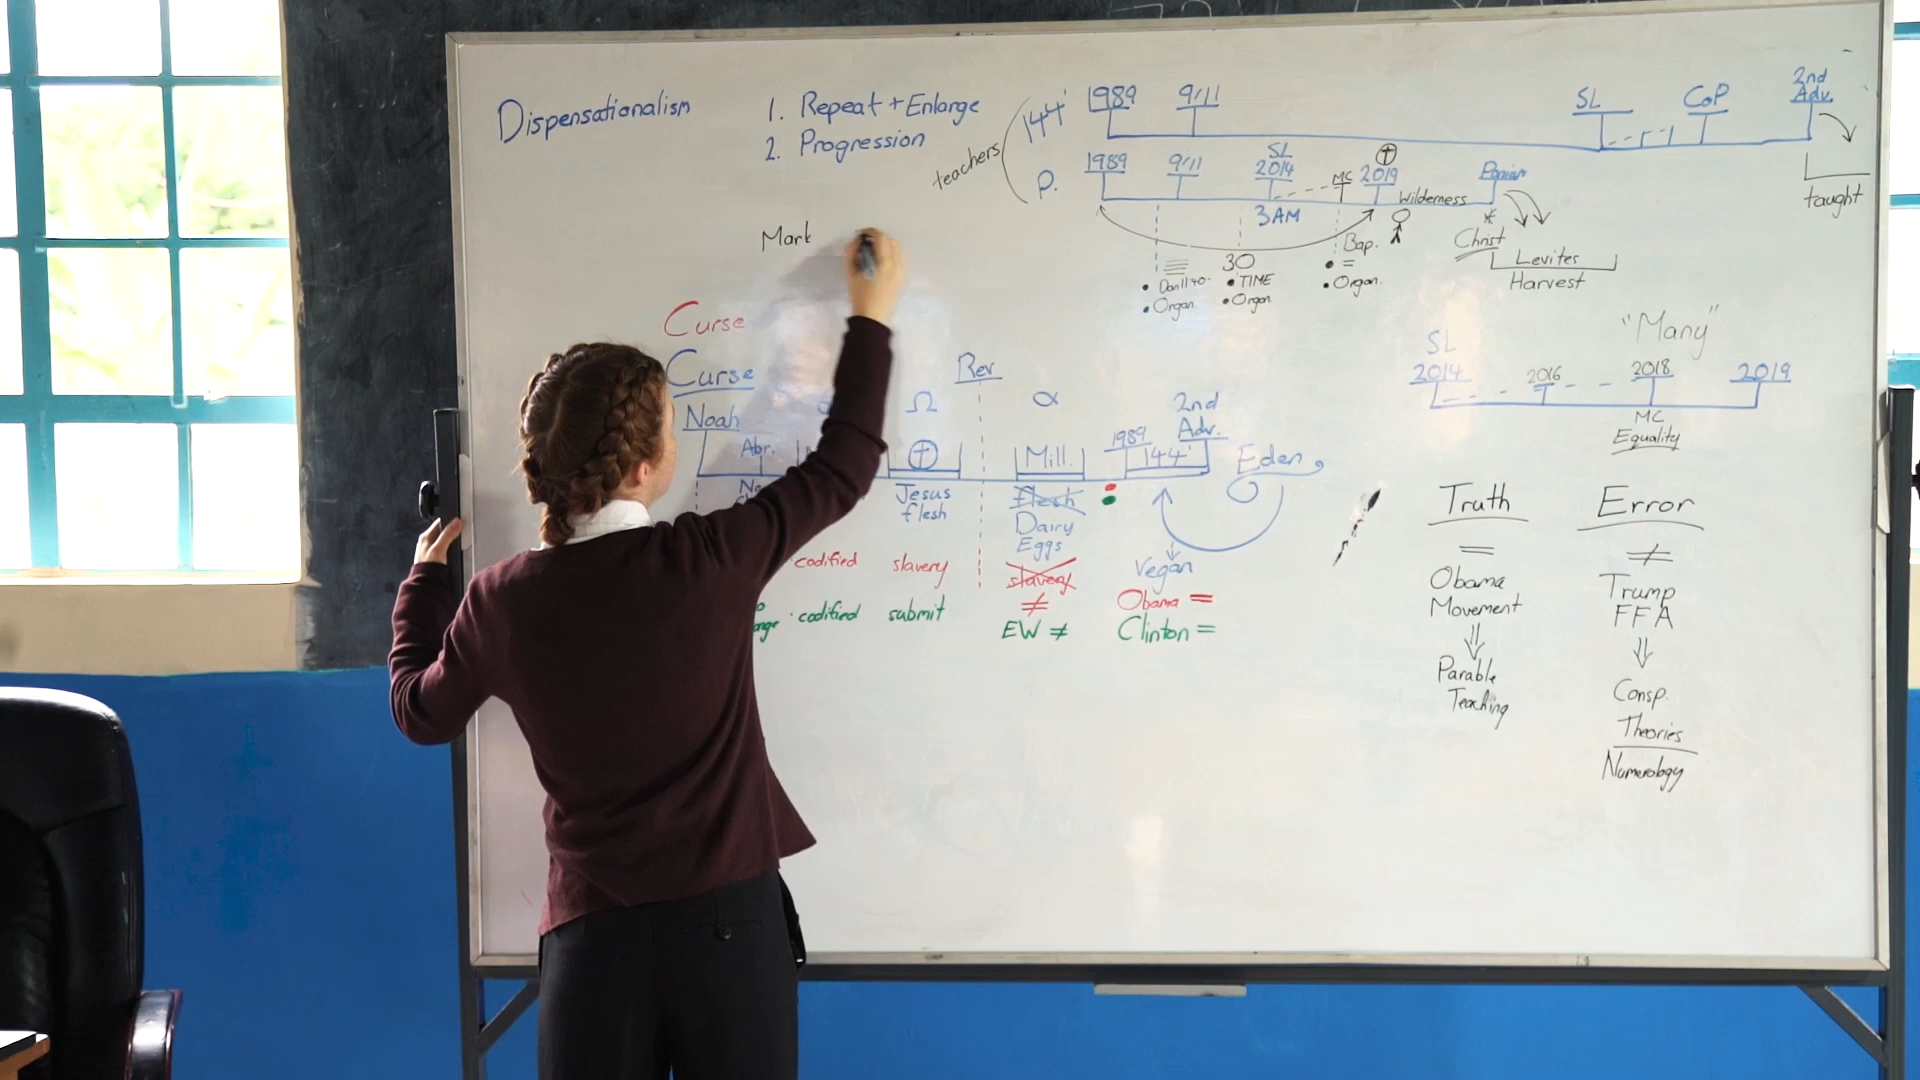 Dispensationalism
1. Repeat + Enlarge
2. Progression
teachers
144'
1989
9/11
SL
CoP
2nd
Adv.
taught
P.
1989
9/11
SL
2014
3AM
MC
2019
Wilderness
Christ
Levites
Harvest
Dan 11:40
Organ.
30
TIME
Organ
Bap.
=
Organ.
Mark
Curse
Curse
Noah
Abr.
Ω
Jesus
flesh
Rev
α
Mill.
Flesh
Dairy
Eggs
1989
144'
2nd
Adv.
Eden
Vegan
codified
slavery
slavery
≠
Obama =
codified
submit
EW ≠
Clinton =
"Many"
SL
2014
2016
2018
2019
MC
Equality
Truth
=
Obama
Movement
Parable
Teaching
Error
≠
Trump
FFA
Consp.
Theories
Numerology